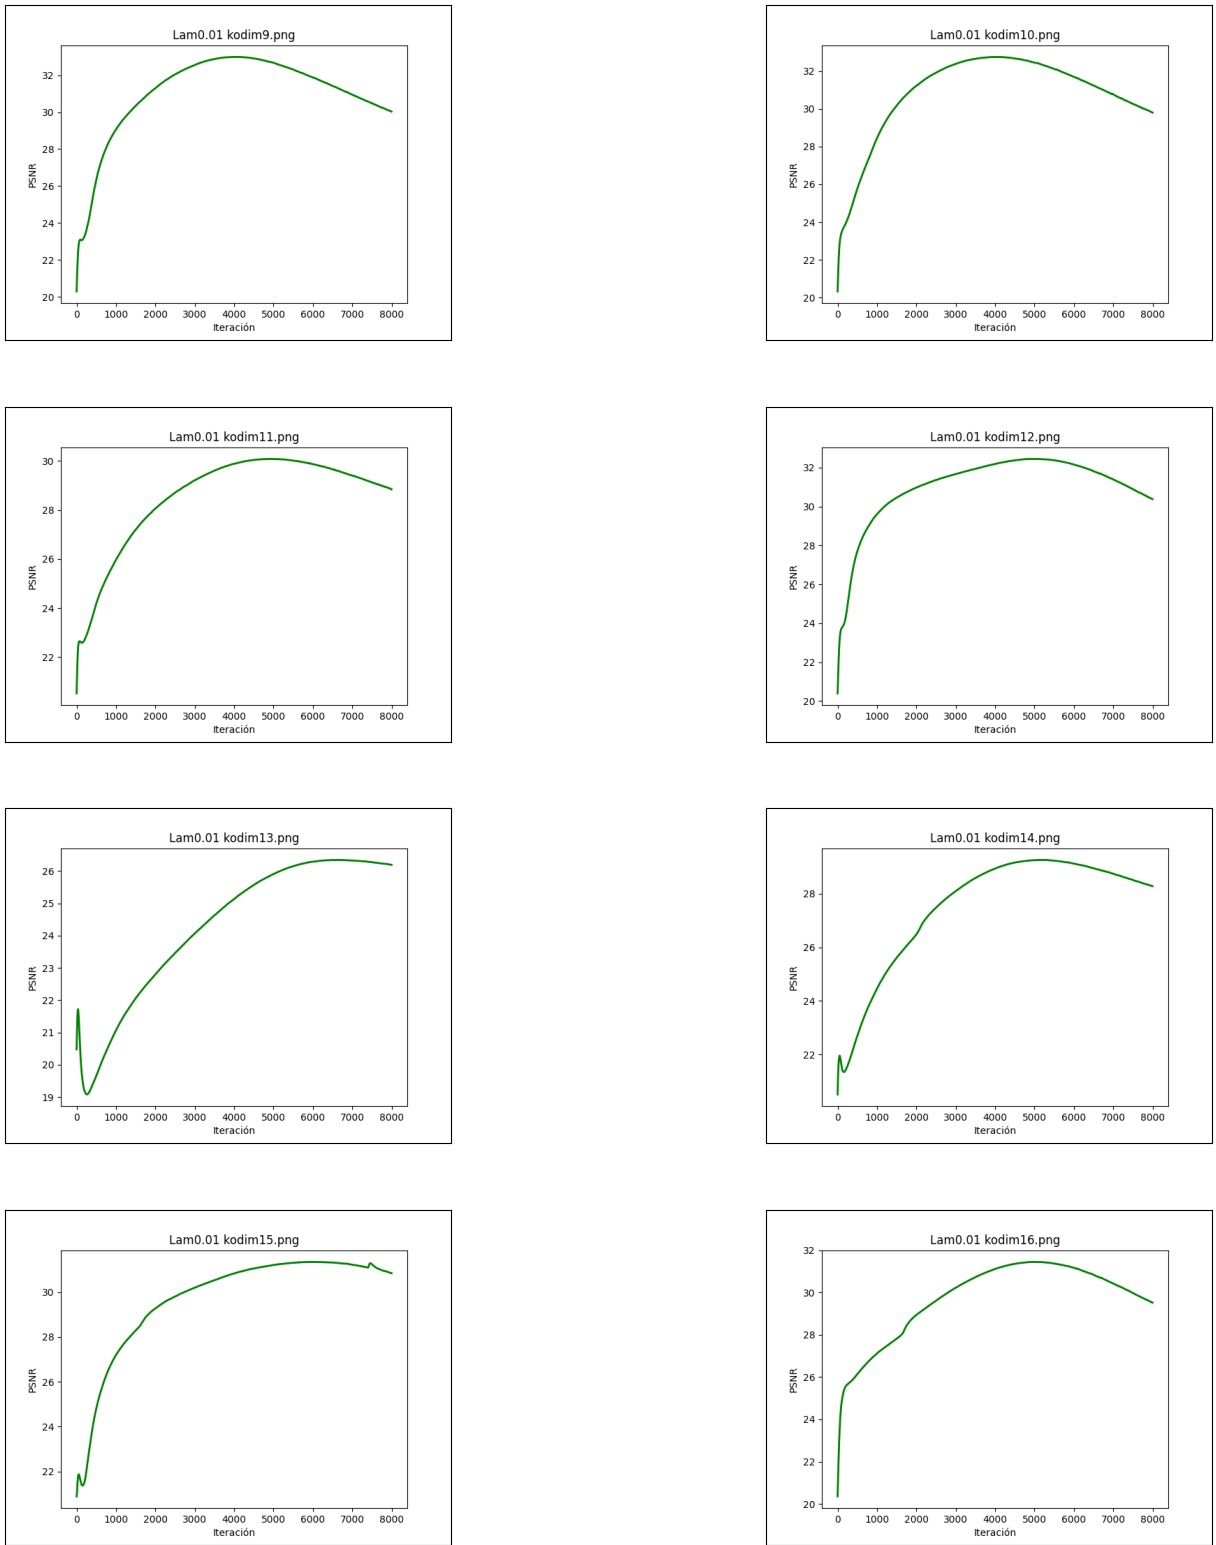 Lam0.01 kodim9.png
PSNR
32
30
28
26
24
22
20
0 1000 2000 3000 4000 5000 6000 7000 8000
Iteración
Lam0.01 kodim10.png
PSNR
32
30
28
26
24
22
20
0 1000 2000 3000 4000 5000 6000 7000 8000
Iteración
Lam0.01 kodim11.png
PSNR
30
28
26
24
22
0 1000 2000 3000 4000 5000 6000 7000 8000
Iteración
Lam0.01 kodim12.png
PSNR
32
30
28
26
24
22
20
0 1000 2000 3000 4000 5000 6000 7000 8000
Iteración
Lam0.01 kodim13.png
PSNR
26
25
24
23
22
21
20
19
0 1000 2000 3000 4000 5000 6000 7000 8000
Iteración
Lam0.01 kodim14.png
PSNR
28
26
24
22
0 1000 2000 3000 4000 5000 6000 7000 8000
Iteración
Lam0.01 kodim15.png
PSNR
30
28
26
24
22
0 1000 2000 3000 4000 5000 6000 7000 8000
Iteración
Lam0.01 kodim16.png
PSNR
32
30
28
26
24
22
20
0 1000 2000 3000 4000 5000 6000 7000 8000
Iteración